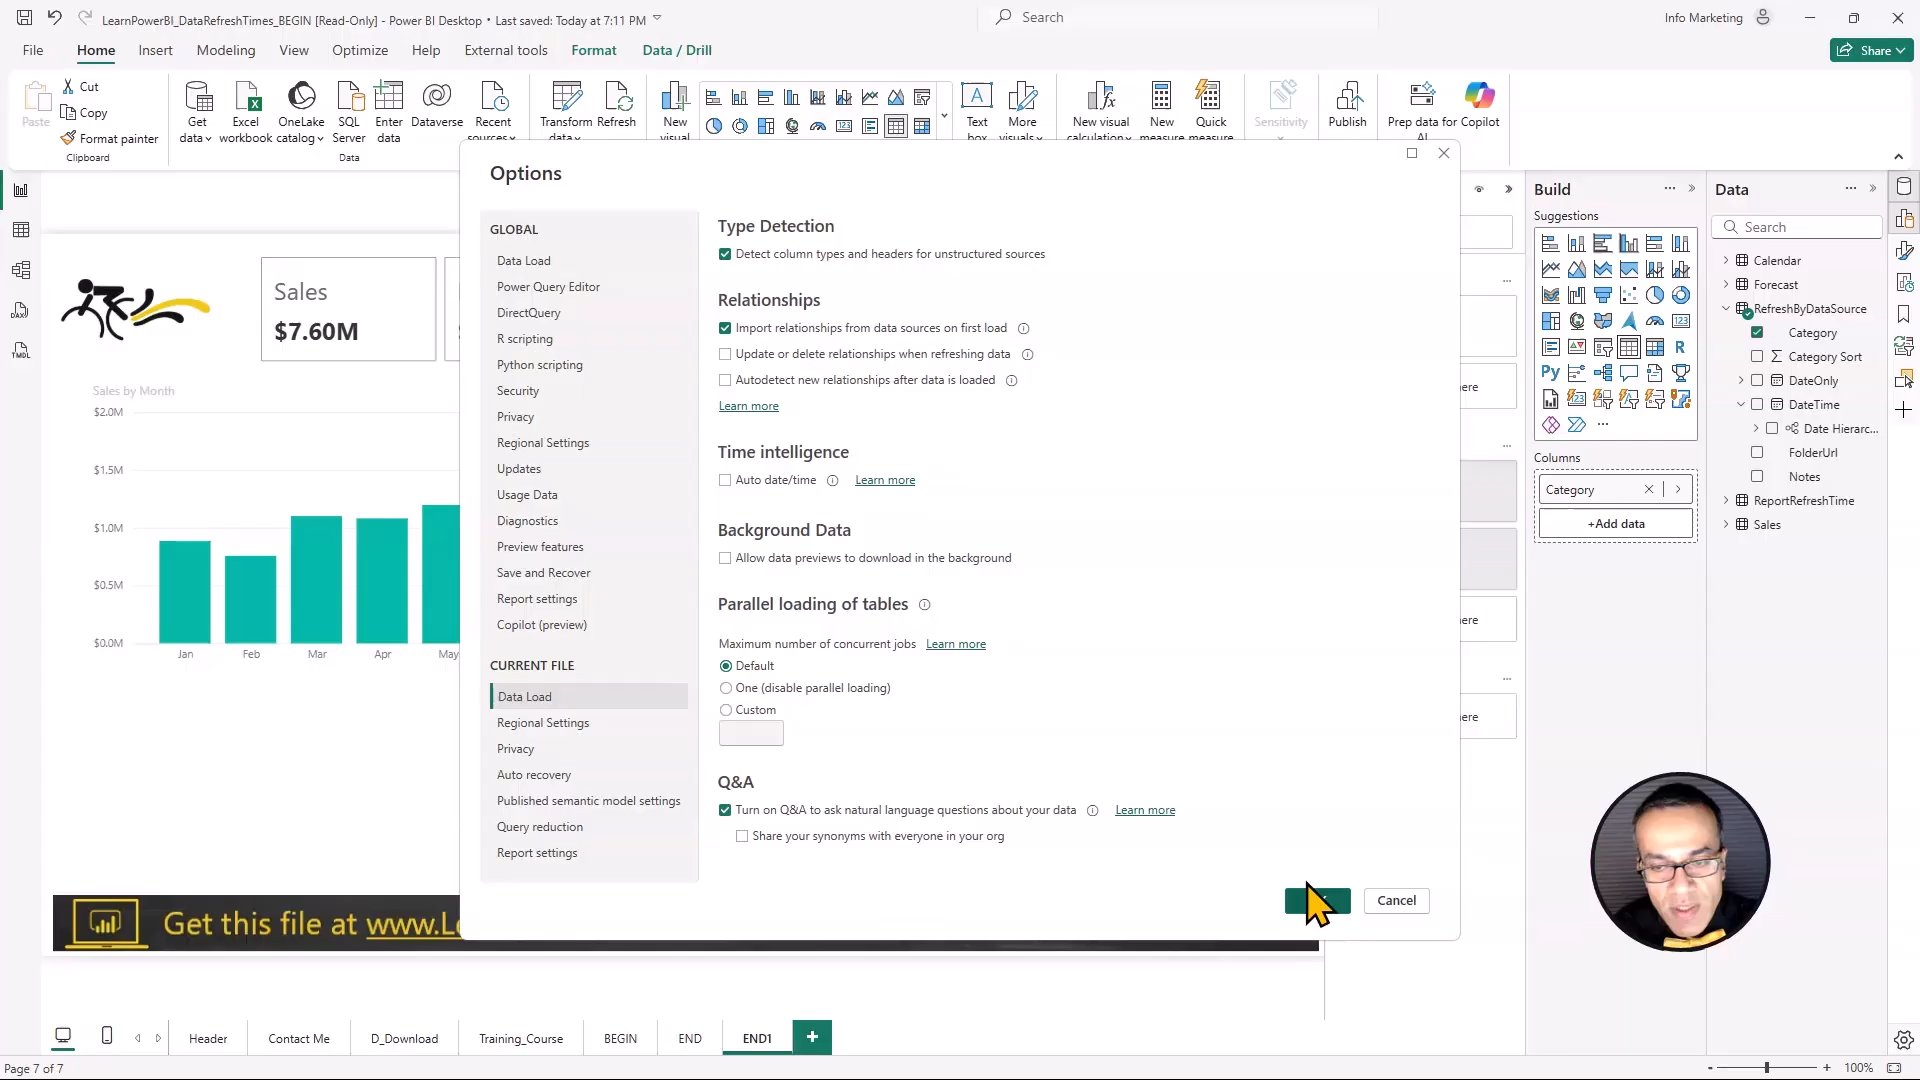 LearnPowerBI_DataRefreshTimes_BEGIN [Read-Only] - Power BI Desktop • Last saved: Today at 7:11 PM
Search
Info Marketing
File
Home
Insert
Modeling
View
Optimize
Help
External tools
Format
Data / Drill
Share
Paste
Cut
Copy
Format painter
Clipboard
Get
data
Excel
workbook
OneLake
catalog
SQL
Server
Enter
data
Dataverse
Recent
sources
Data
Transform
data
Refresh
New
visual
Text
box
More
visuals
New visual
calculation
New
measure
Quick
measure
Sensitivity
Publish
Prep data for
AI
Copilot
Options
GLOBAL
Data Load
Power Query Editor
DirectQuery
R scripting
Python scripting
Security
Privacy
Regional Settings
Updates
Usage Data
Diagnostics
Preview features
Save and Recover
Report settings
Copilot (preview)
CURRENT FILE
Data Load
Regional Settings
Privacy
Auto recovery
Published semantic model settings
Query reduction
Report settings
Type Detection
Detect column types and headers for unstructured sources
Relationships
Import relationships from data sources on first load
Update or delete relationships when refreshing data
Autodetect new relationships after data is loaded
Learn more
Time intelligence
Auto date/time
Learn more
Background Data
Allow data previews to download in the background
Parallel loading of tables
Maximum number of concurrent jobs Learn more
Default
One (disable parallel loading)
Custom
Q&A
Turn on Q&A to ask natural language questions about your data
Learn more
Share your synonyms with everyone in your org
Cancel
Sales
$7.60M
Sales by Month
$2.0M
$1.5M
$1.0M
$0.5M
$0.0M
Jan
Feb
Mar
Apr
May
Get this file at www.Le
ere
ere
ere
Build
Suggestions
Columns
Category
+Add data
Data
Search
Calendar
Forecast
RefreshByDataSource
Category
Category Sort
DateOnly
DateTime
Date Hierarc...
FolderUrl
Notes
ReportRefreshTime
Sales
Header
Contact Me
D_Download
Training_Course
BEGIN
END
END1
Page 7 of 7
100%